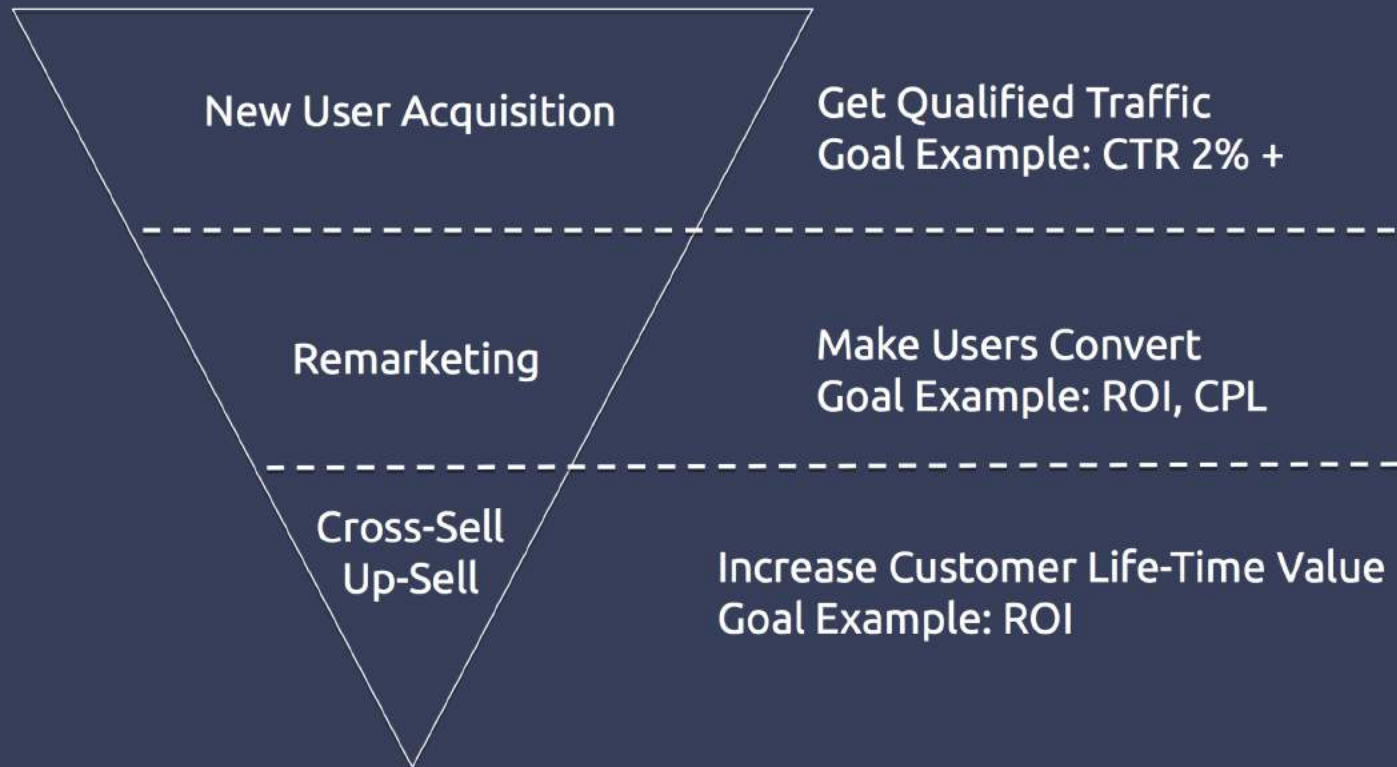 New User Acquisition
Get Qualified Traffic
Goal Example: CTR 2% +
Remarketing
Make Users Convert
Goal Example: ROI, CPL
Cross-Sell
Up-Sell
Increase Customer Life-Time Value
Goal Example: ROI